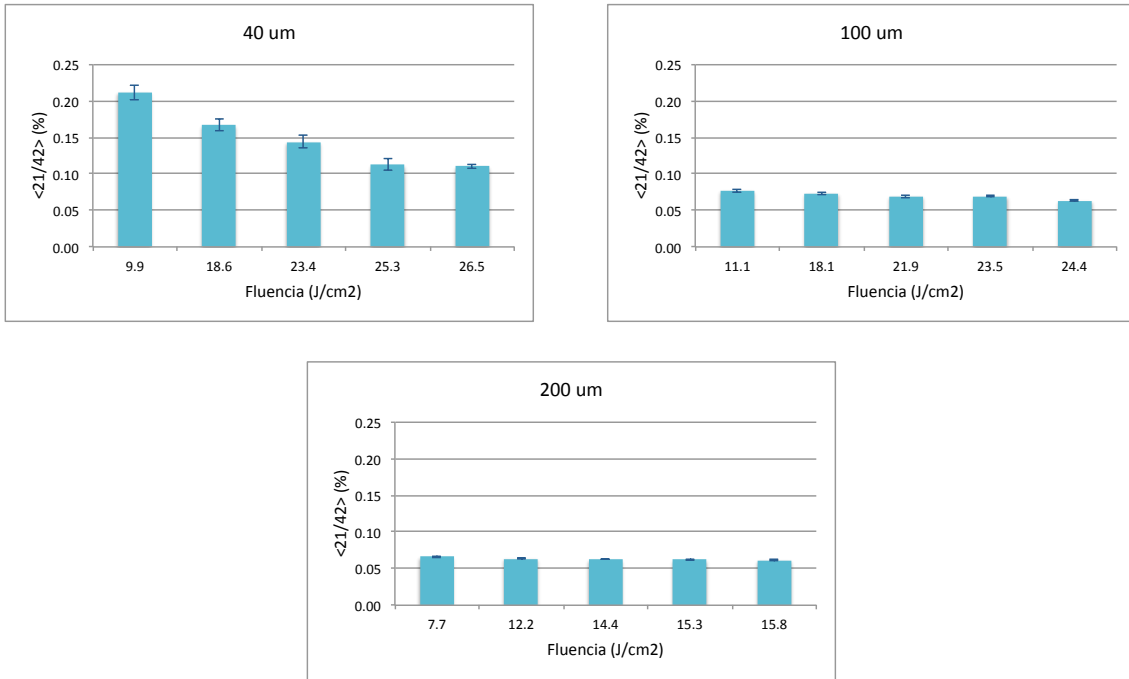 40 um
<21/42> (%)
0.25
0.20
0.15
0.10
0.05
0.00
9.9 18.6 23.4 25.3 26.5
Fluencia (J/cm2)
100 um
<21/42> (%)
0.25
0.20
0.15
0.10
0.05
0.00
11.1 18.1 21.9 23.5 24.4
Fluencia (J/cm2)
200 um
<21/42> (%)
0.25
0.20
0.15
0.10
0.05
0.00
7.7 12.2 14.4 15.3 15.8
Fluencia (J/cm2)